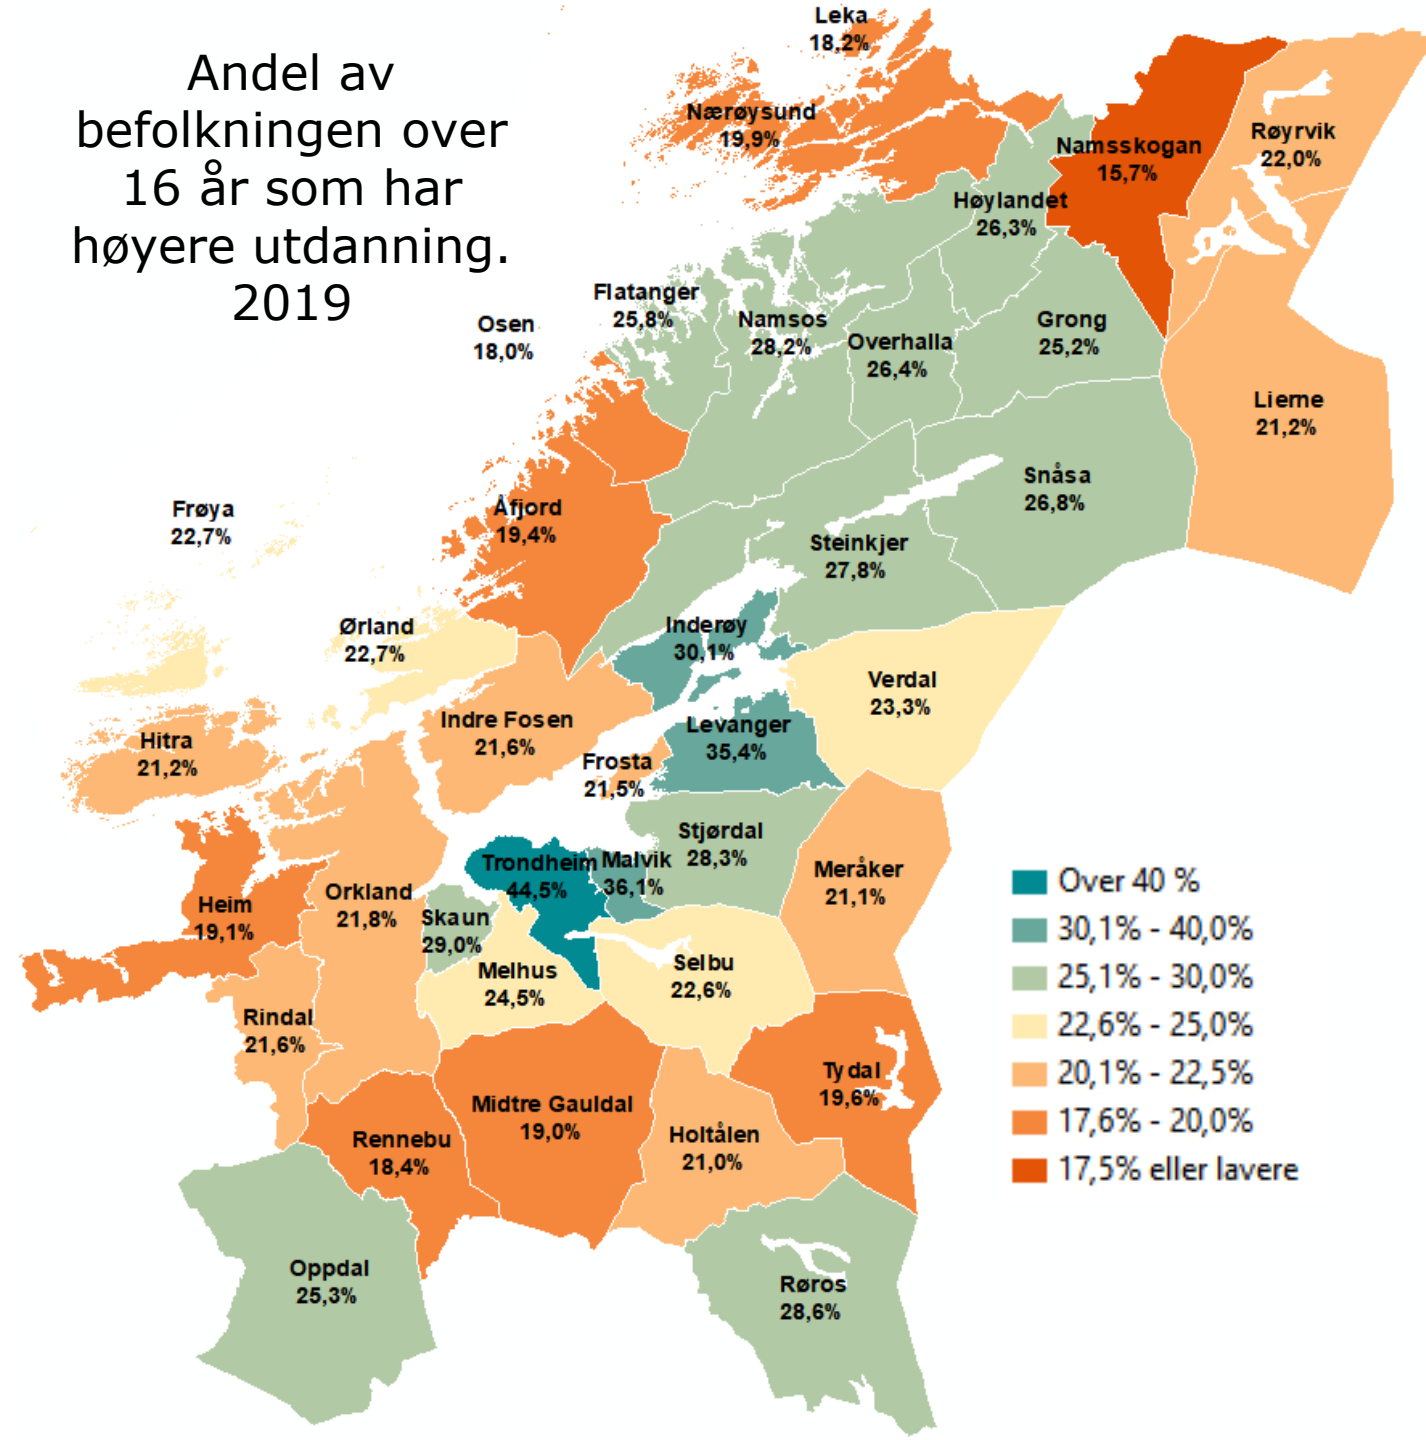 Andel av
befolkningen over
16 år som har
høyere utdanning.
2019
Leka
18,2%
Nærøysund
19,9%
Namsskogan
15,7%
Røyrvik
22,0%
Høylandet
26,3%
Flatanger
25,8%
Osen
18,0%
Namsos
28,2%
Overhalla
26,4%
Grong
25,2%
Lierne
21,2%
Snåsa
26,8%
Frøya
22,7%
Åfjord
19,4%
Steinkjer
27,8%
Ørland
22,7%
Inderøy
30,1%
Verdal
23,3%
Hitra
21,2%
Indre Fosen
21,6%
Levanger
35,4%
Frosta
21,5%
Stjørdal
28,3%
Trondheim
44,5%
Malvik
36,1%
Meråker
21,1%
Heim
19,1%
Orkland
21,8%
Skaun
29,0%
Melhus
24,5%
Selbu
22,6%
Rindal
21,6%
Tydal
19,6%
Midtre Gauldal
19,0%
Rennebu
18,4%
Holtålen
21,0%
Oppdal
25,3%
Røros
28,6%
Over 40 %
30,1% - 40,0%
25,1% - 30,0%
22,6% - 25,0%
20,1% - 22,5%
17,6% - 20,0%
17,5% eller lavere